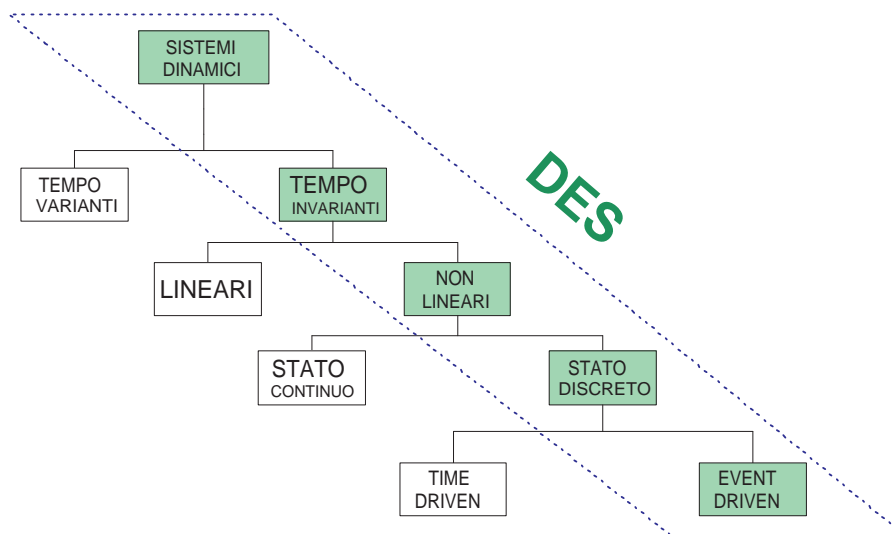 SISTEMI
DINAMICI
DES
TEMPO
VARIANTI
TEMPO
INVARIANTI
LINEARI
NON
LINEARI
STATO
CONTINUO
STATO
DISCRETO
TIME
DRIVEN
EVENT
DRIVEN